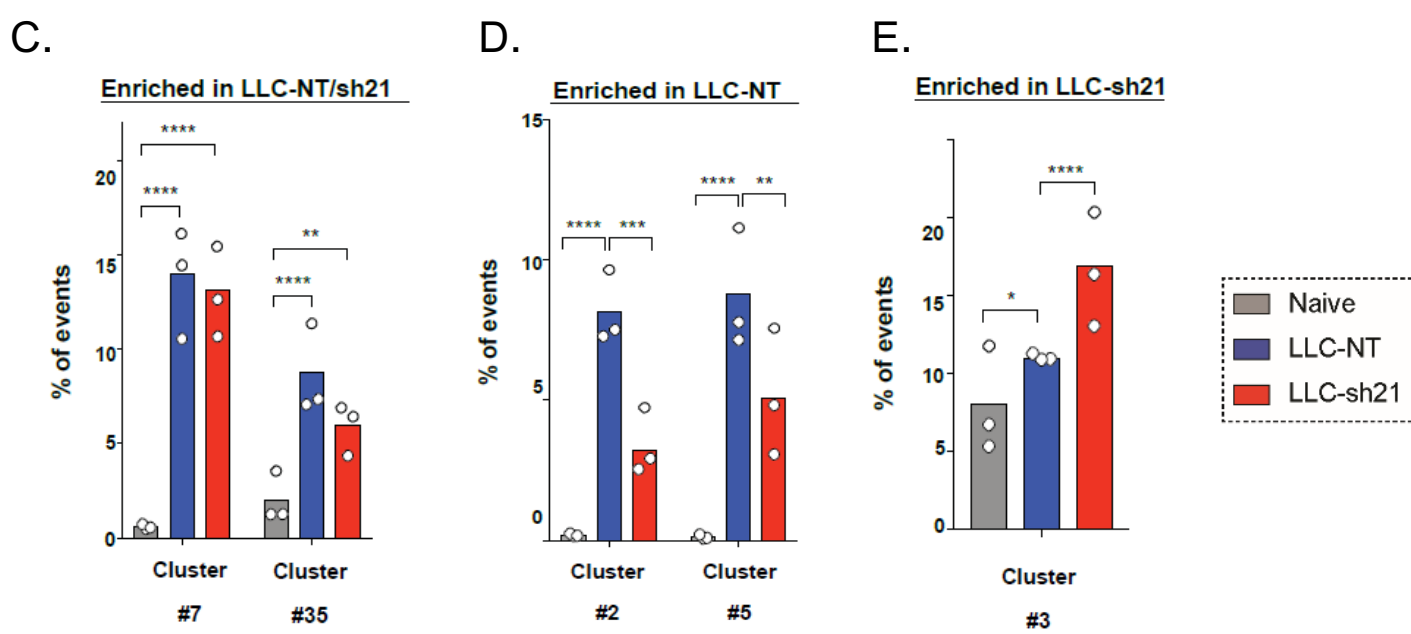 C.
Enriched in LLC-NT/sh21
% of events
20
15
10
5
0
****
****
**
****
Cluster
#7
Cluster
#35
D.
Enriched in LLC-NT
% of events
15
10
5
0
****
***
****
**
Cluster
#2
Cluster
#5
E.
Enriched in LLC-sh21
% of events
20
15
10
5
0
****
*
Cluster
#3
Naive
LLC-NT
LLC-sh21